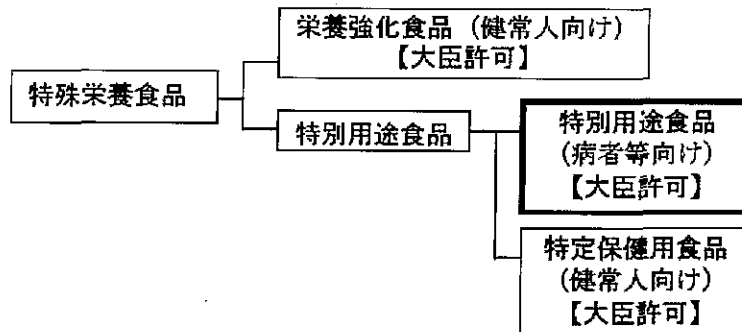 栄養強化食品（健常人向け）
【大臣許可】
特殊栄養食品
特別用途食品
特別用途食品
（病者等向け）
【大臣許可】
特定保健用食品
（健常人向け）
【大臣許可】